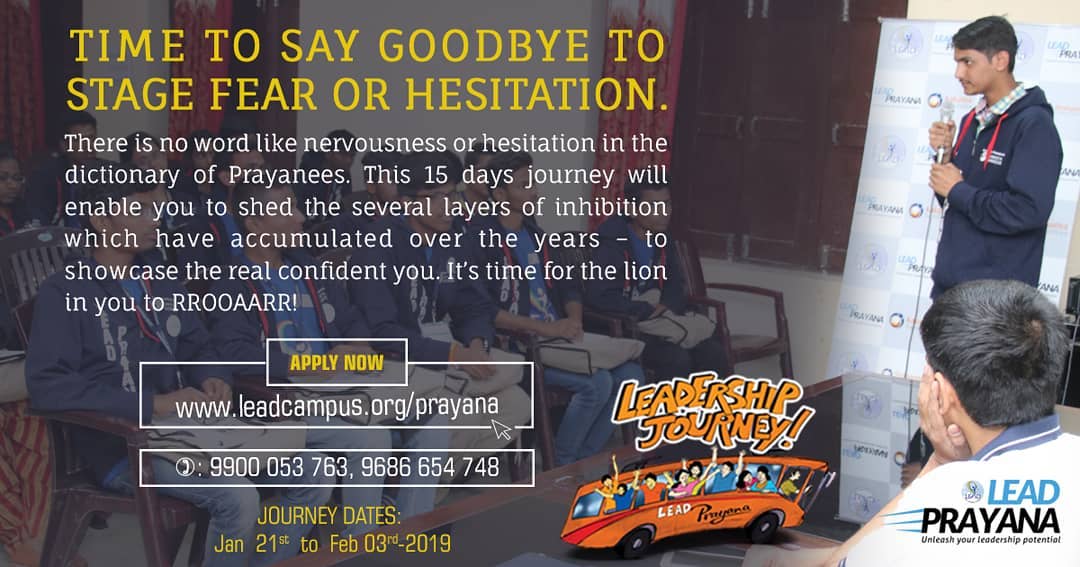 TIME TO SAY GOODBYE TO
STAGE FEAR OR HESITATION.
There is no word like nervousness or hesitation in the
dictionary of Prayanees. This 15 days journey will
enable you to shed the several layers of inhibition
which have accumulated over the years – to
showcase the real confident you. It's time for the lion
in you to RROOAARR!
APPLY NOW
www.leadcampus.org/prayana
: 9900 053 763, 9686 654 748
JOURNEY DATES:
Jan 21st to Feb 03rd-2019
LEADERSHIP
JOURNEY!
LEAD Prayana
LEAD
PRAYANA
Unleash your leadership potential
LEAD
PRAYANA